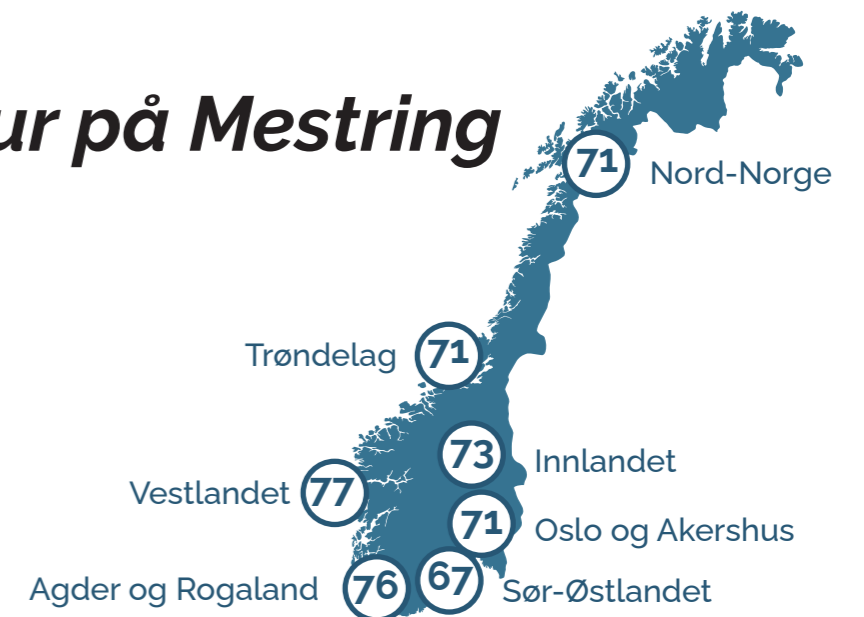 ur på Mestring
71 Nord-Norge
Trøndelag 71
73 Innlandet
Vestlandet 77
71 Oslo og Akershus
Agder og Rogaland 76
67 Sør-Østlandet